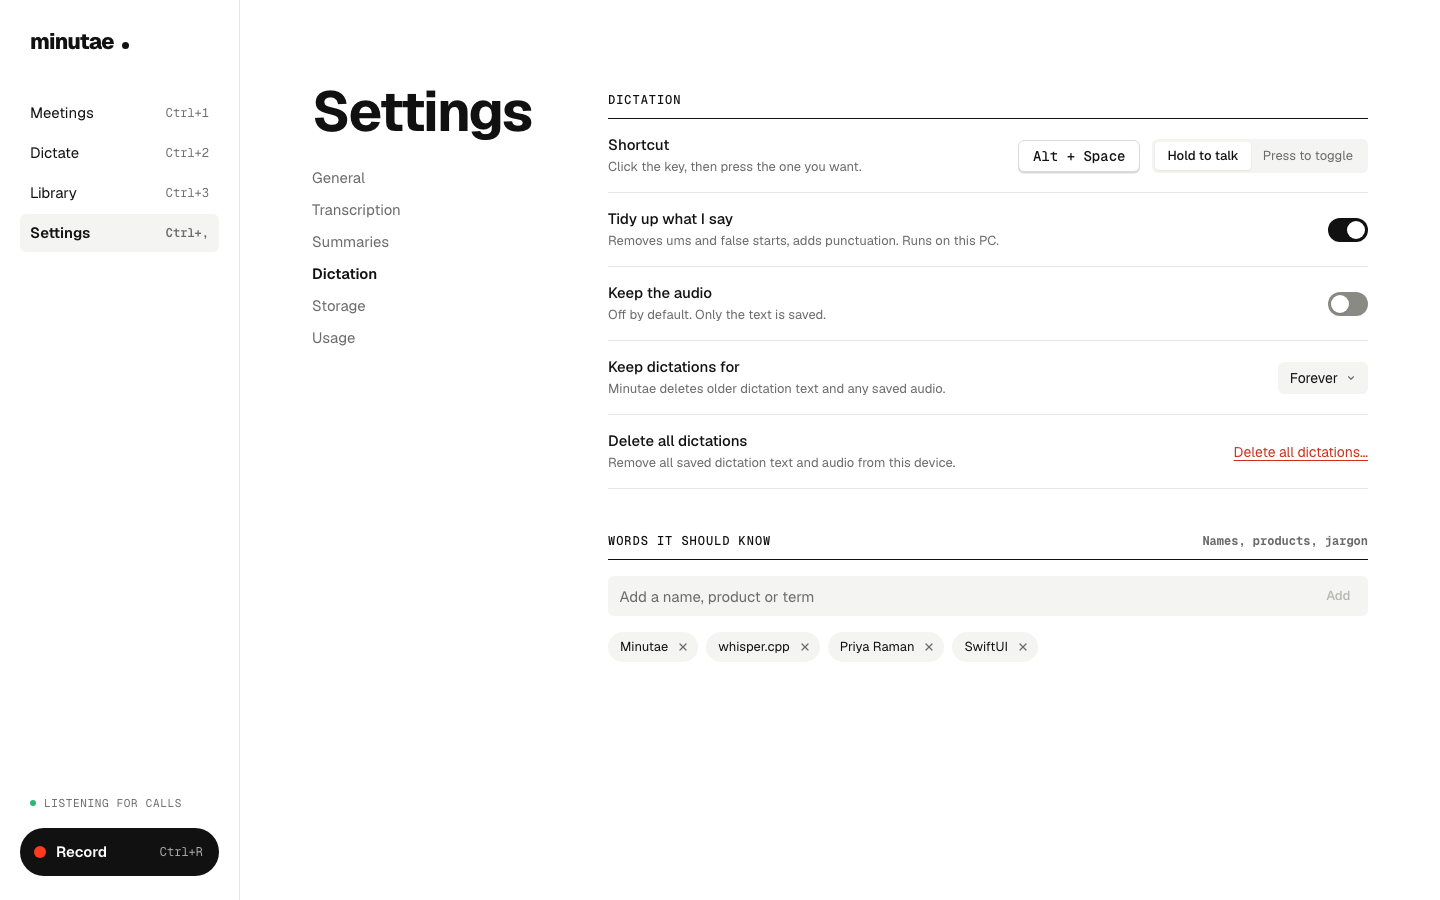 minutae
Meetings Ctrl+1
Dictate Ctrl+2
Library Ctrl+3
Settings Ctrl+,
LISTENING FOR CALLS
Record Ctrl+R
Settings
General
Transcription
Summaries
Dictation
Storage
Usage
DICTATION
Shortcut
Click the key, then press the one you want.
Alt + Space Hold to talk Press to toggle
Tidy up what I say
Removes ums and false starts, adds punctuation. Runs on this PC.
Keep the audio
Off by default. Only the text is saved.
Keep dictations for
Minutae deletes older dictation text and any saved audio.
Forever
Delete all dictations
Remove all saved dictation text and audio from this device.
Delete all dictations...
WORDS IT SHOULD KNOW Names, products, jargon
Add a name, product or term Add
Minutae × whisper.cpp × Priya Raman × SwiftUI ×